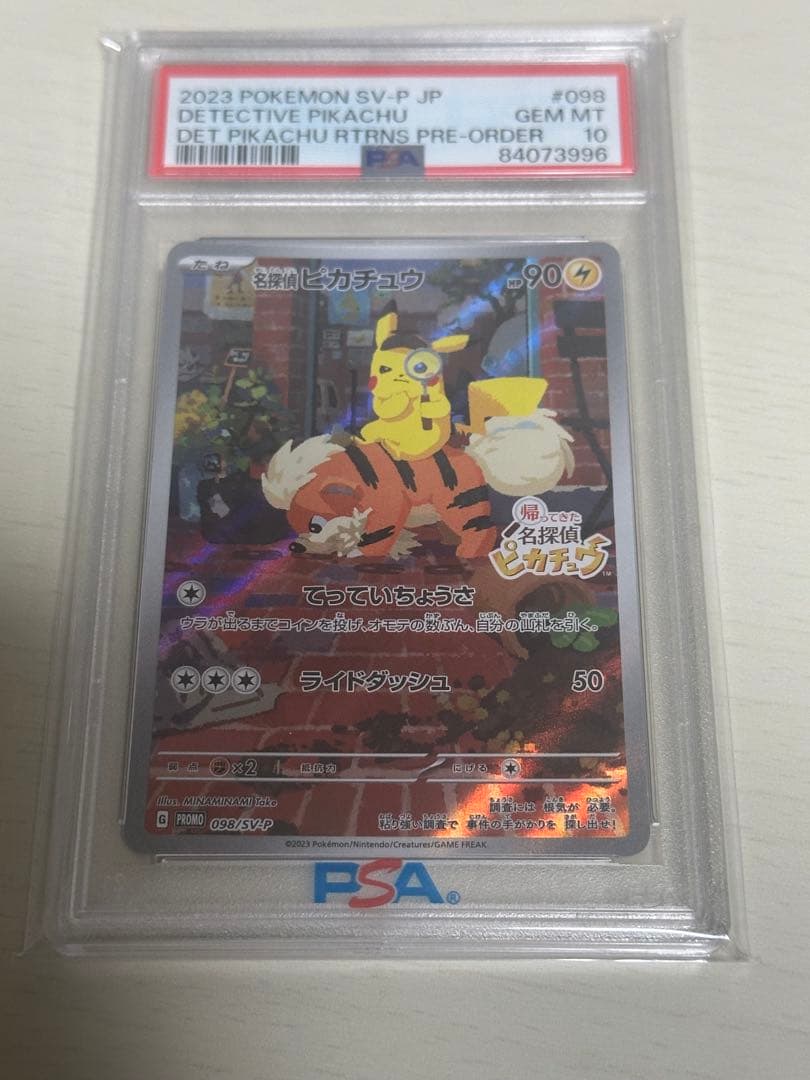 2023 POKEMON SV-P JP #098
DETECTIVE PIKACHU GEM MT
DET PIKACHU RTRNS PRE-ORDER 10
PSA 84073996
たね 名探偵ピカチュウ HP90
帰ってきた
名探偵
ピカチュウ
TM
てっていちょうさ
ウラが出るまでコインを投げ、オモテの数ぶん、自分の山札を引く。
ライドダッシュ 50
弱点 ×2 抵抗力 にげる
Illus. MINAMINAMI Take
調査には 根気が 必要。
G PROMO 098/SV-P
粘り強い調査で 事件の手がかりを 探し出せ!
©2023 Pokémon/Nintendo/Creatures/GAME FREAK
PSA®